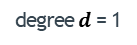 degree d = 1